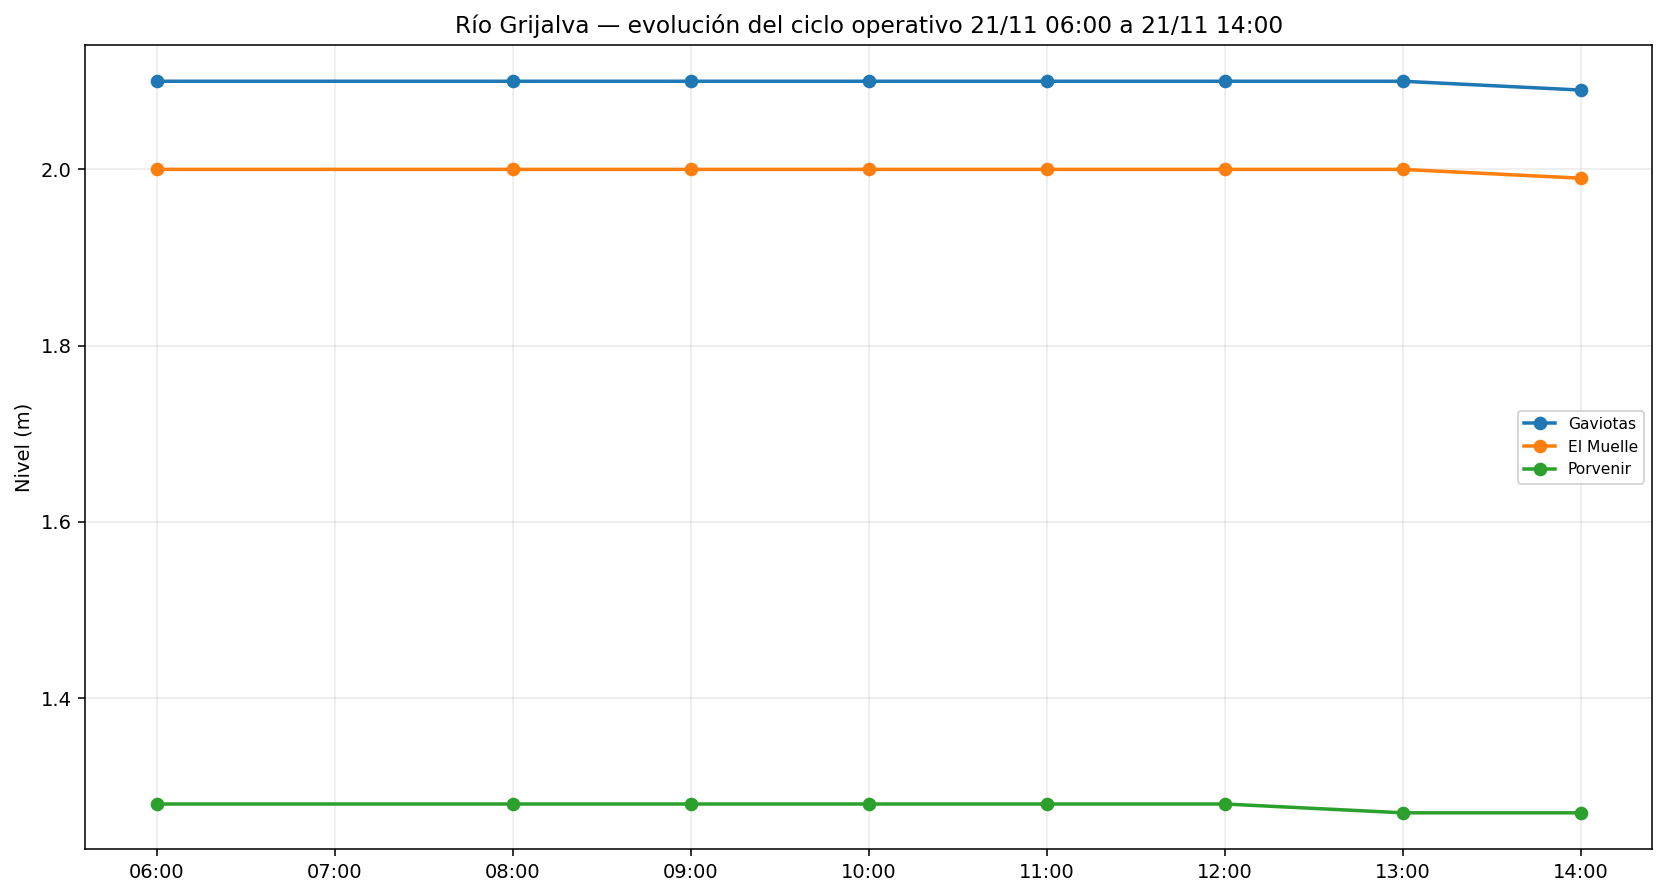 Río Grijalva — evolución del ciclo operativo 21/11 06:00 a 21/11 14:00
Nivel (m)
2.0
1.8
1.6
1.4
Gaviotas
El Muelle
Porvenir
06:00 07:00 08:00 09:00 10:00 11:00 12:00 13:00 14:00